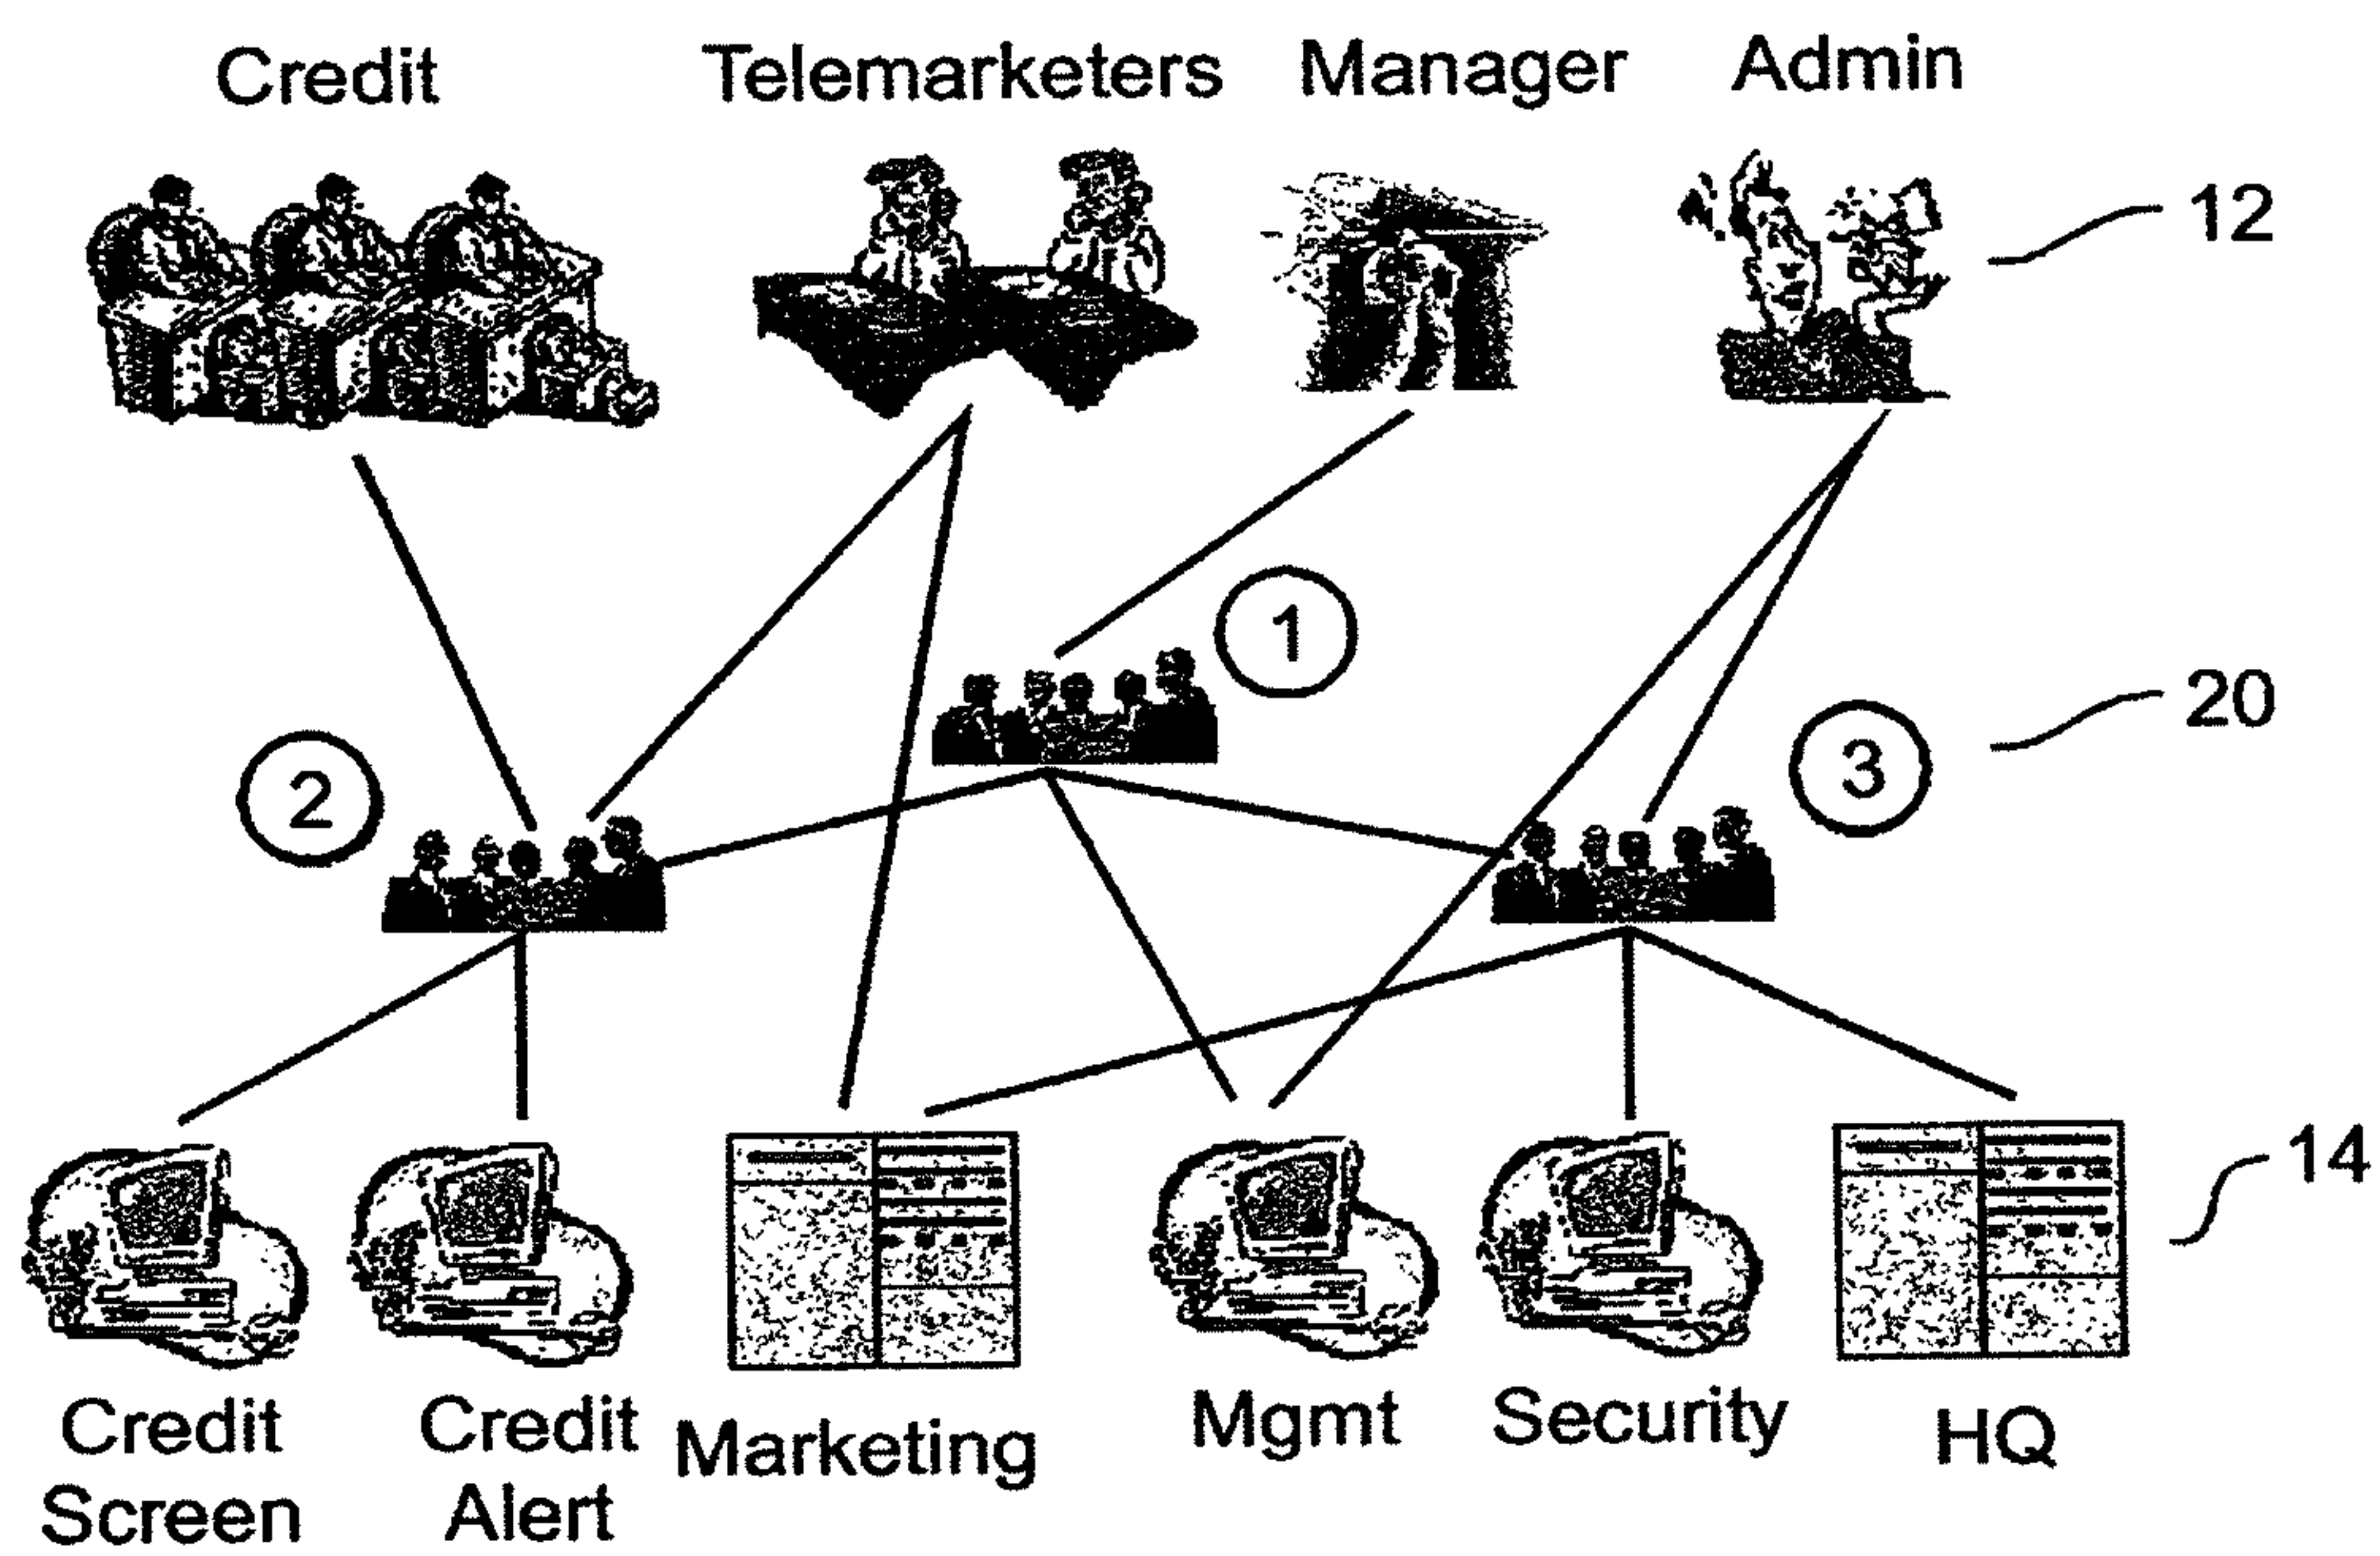 Credit
Telemarketers
Manager
Admin
12
1
20
2
3
14
Credit
Screen
Credit
Alert
Marketing
Mgmt
Security
HQ